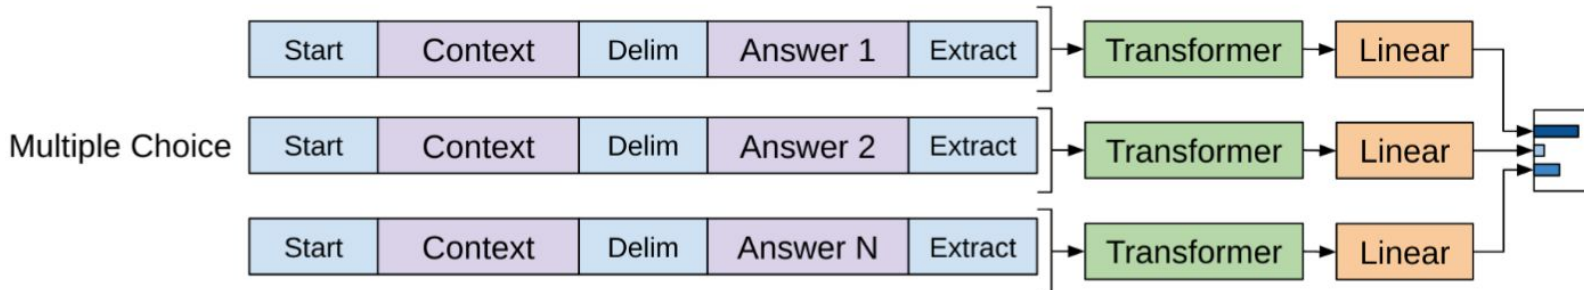 Start Context Delim Answer 1 Extract Transformer Linear
Multiple Choice Start Context Delim Answer 2 Extract Transformer Linear
Start Context Delim Answer N Extract Transformer Linear